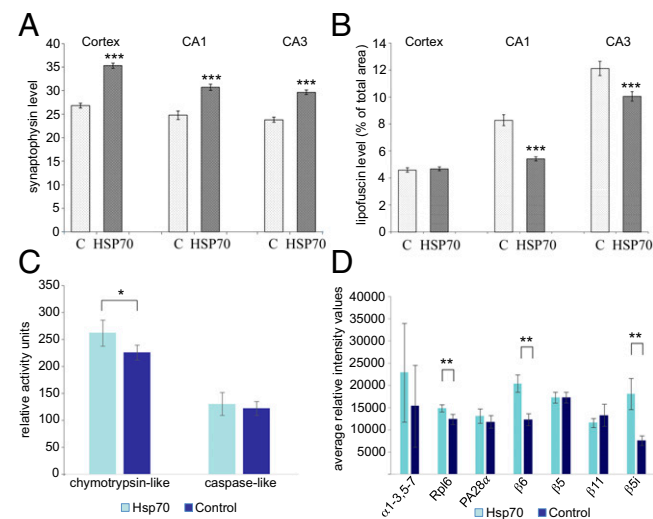 A
Cortex CA1 CA3
synaptophysin level
40
35
30
25
20
15
10
5
0
*** *** ***
C HSP70 C HSP70 C HSP70
B
Cortex CA1 CA3
lipofuscin level (% of total area)
14
12
10
8
6
4
2
0
*** ***
C HSP70 C HSP70 C HSP70
C
relative activity units
350
300
250
200
150
100
50
0
*
chymotrypsin-like caspase-like
Hsp70 Control
D
average relative intensity values
40000
35000
30000
25000
20000
15000
10000
5000
** ** **
α1-3,5-7 Rpl6 PA28α β6 β5 β11 β5i
Hsp70 Control